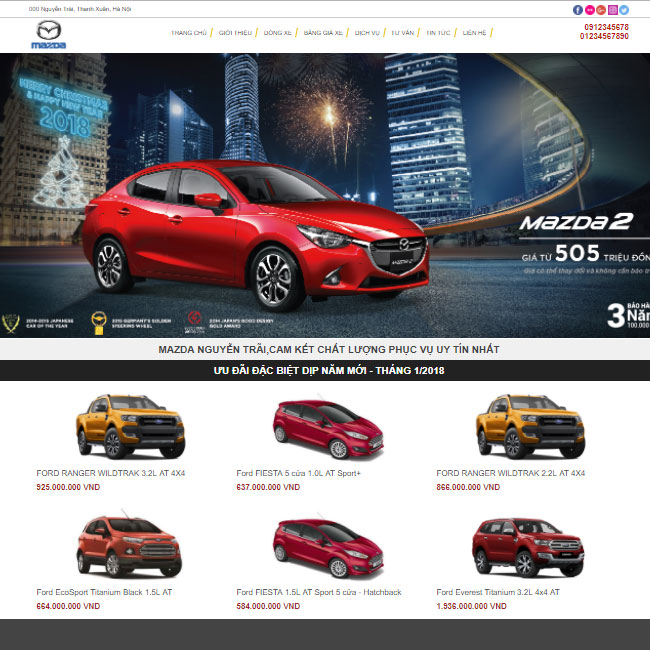 000 Nguyễn Trãi, Thanh Xuân, Hà Nội
mazda
TRANG CHỦ / GIỚI THIỆU / DÒNG XE / BẢNG GIÁ XE / DỊCH VỤ / TƯ VẤN / TIN TỨC / LIÊN HỆ /
0912345678
01234567890
MERRY CHRISTMAS
& HAPPY NEW YEAR
2018
mazda2
GIÁ TỪ 505 TRIỆU ĐỒN
Giá có thể thay đổi và không cần báo tr
2014-2015 JAPANESE
CAR OF THE YEAR
2015 GERMANY'S GOLDEN
STEERING WHEEL
2014 JAPAN'S GOOD DESIGN
GOLD AWARD
BẢO HÀ
3 Năm
100.000
MAZDA NGUYỄN TRÃI,CAM KẾT CHẤT LƯỢNG PHỤC VỤ UY TÍN NHẤT
ƯU ĐÃI ĐẶC BIỆT DỊP NĂM MỚI - THÁNG 1/2018
FORD RANGER WILDTRAK 3.2L AT 4X4
Ford FIESTA 5 cửa 1.0L AT Sport+
FORD RANGER WILDTRAK 2.2L AT 4X4
925.000.000 VND
637.000.000 VND
866.000.000 VND
Ford EcoSport Titanium Black 1.5L AT
Ford FIESTA 1.5L AT Sport 5 cửa - Hatchback
Ford Everest Titanium 3.2L 4x4 AT
664.000.000 VND
584.000.000 VND
1.936.000.000 VND